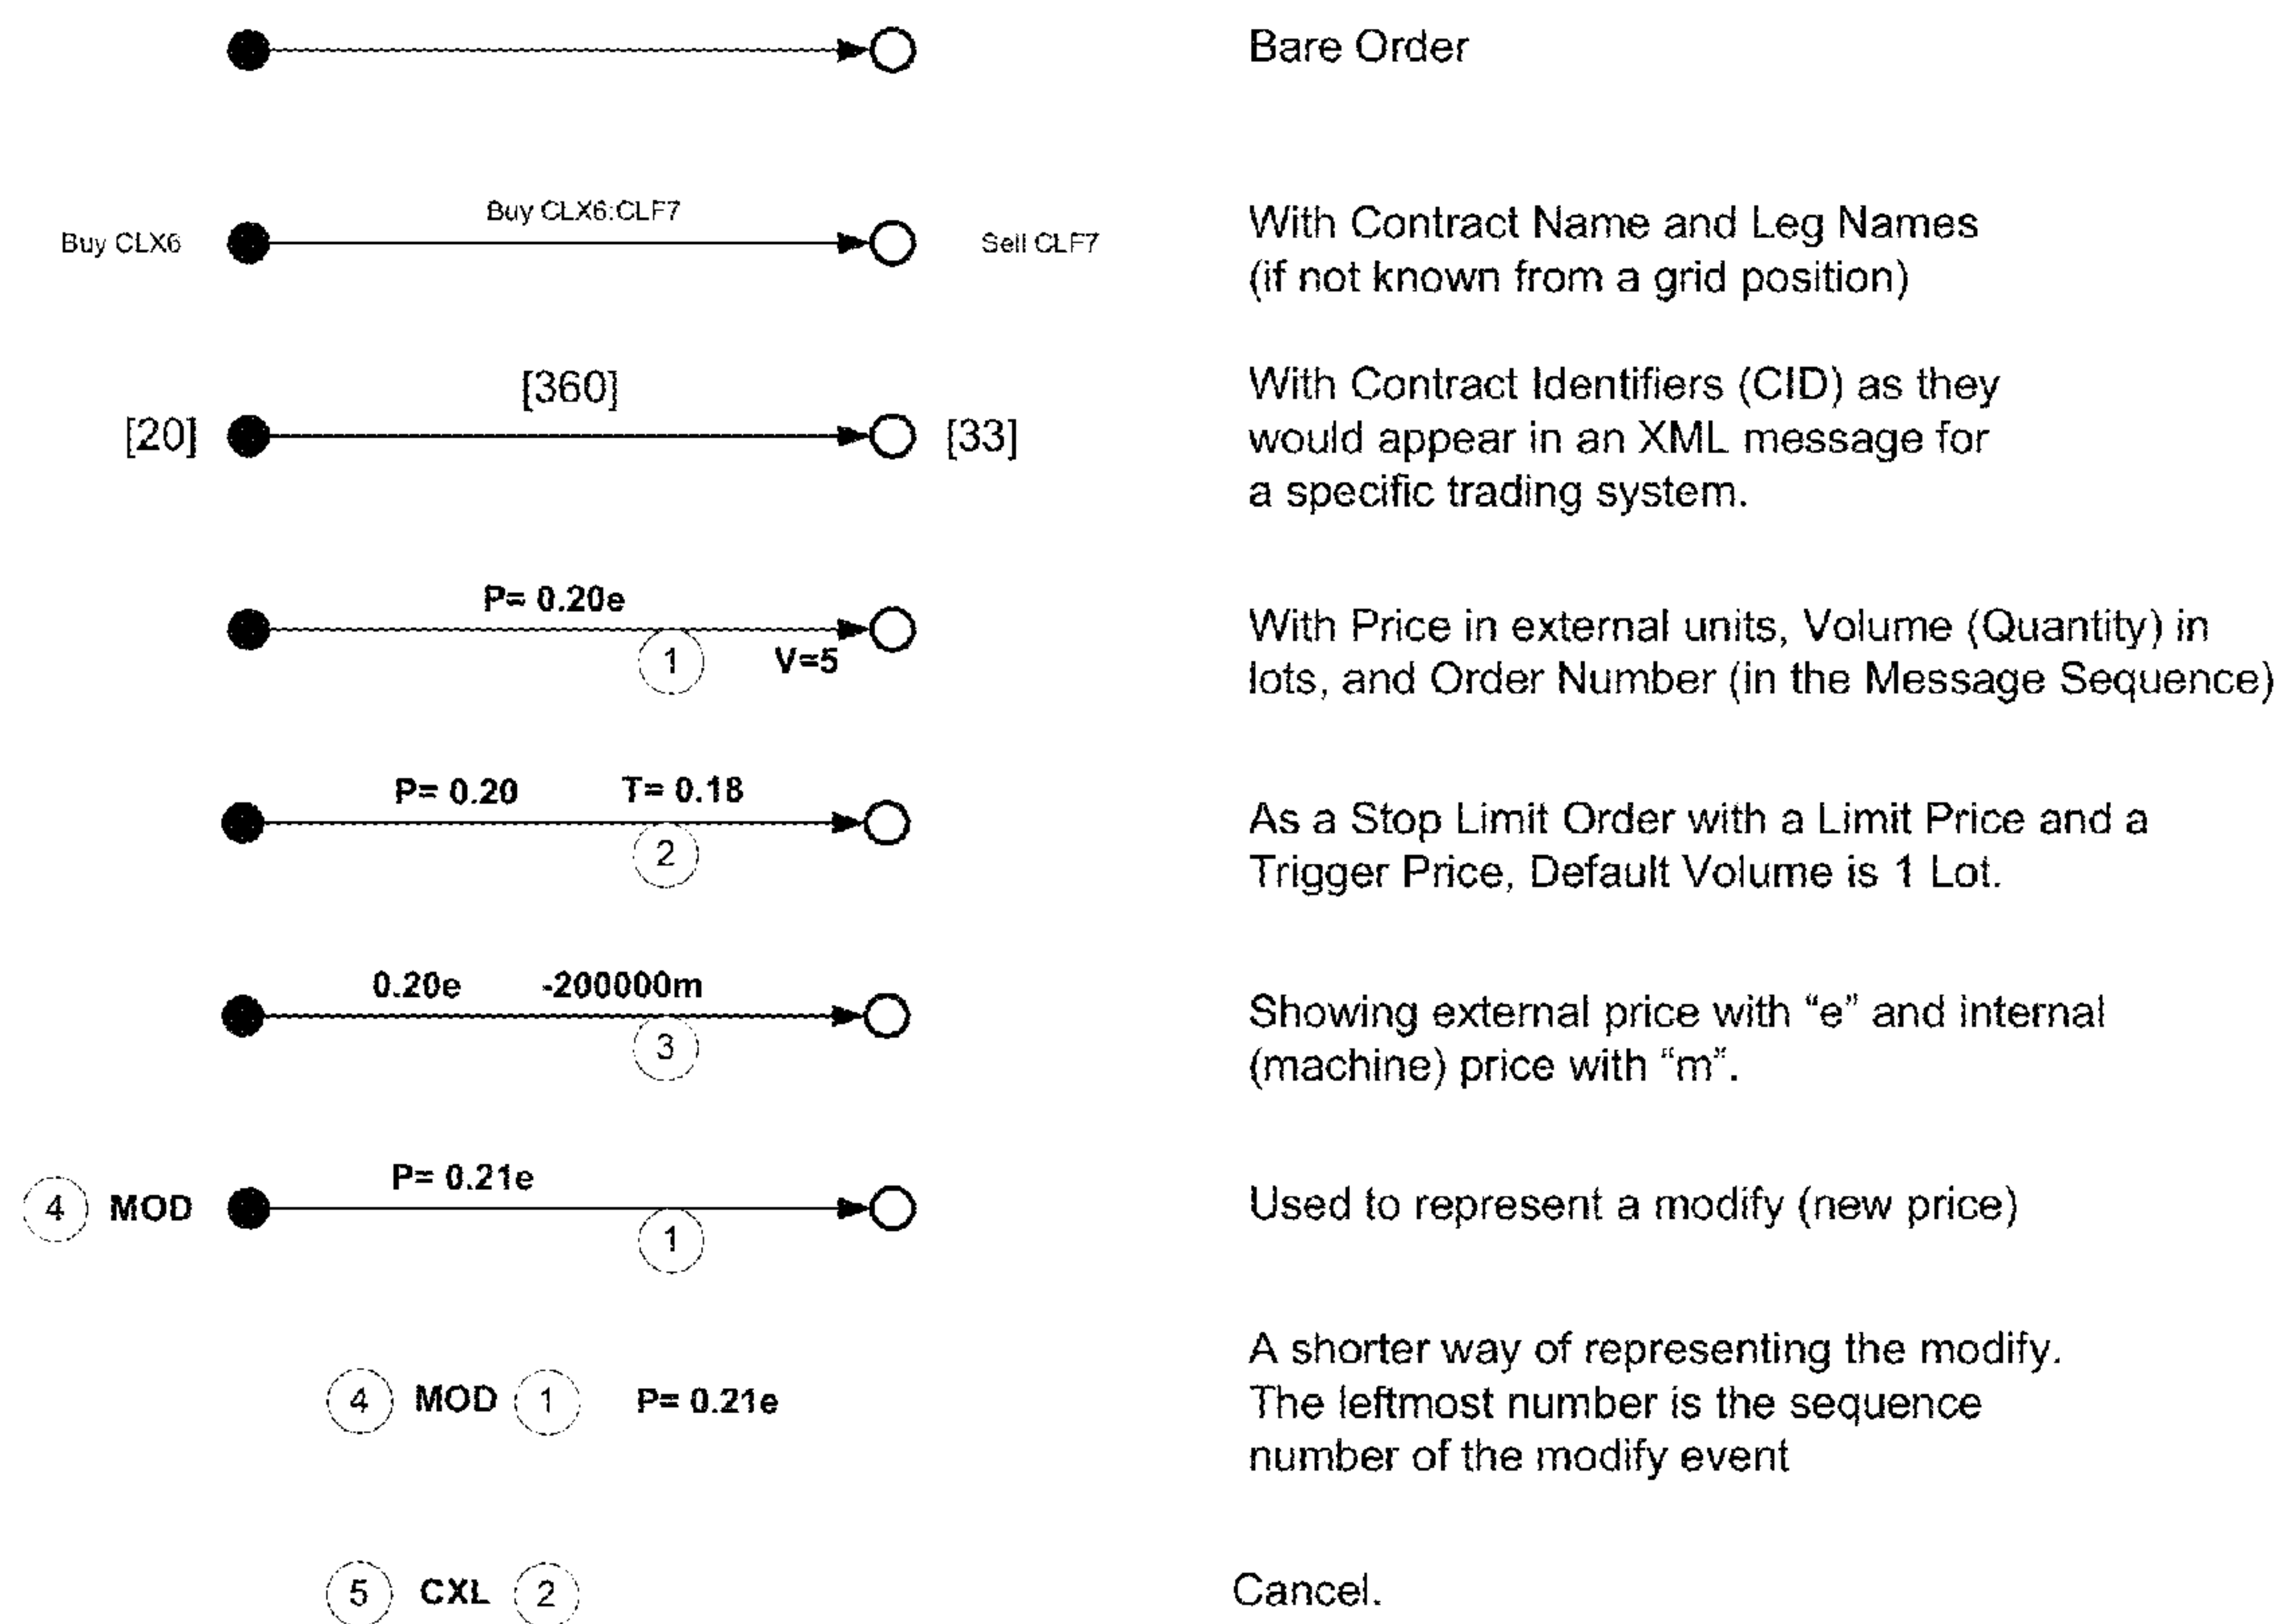 Bare Order
Buy CLX6:CLF7
Buy CLX6
Sell CLF7
With Contract Name and Leg Names
(if not known from a grid position)
[360]
[20]
[33]
With Contract Identifiers (CID) as they
would appear in an XML message for
a specific trading system.
P= 0.20e
1
V=5
With Price in external units, Volume (Quantity) in
lots, and Order Number (in the Message Sequence)
P= 0.20 T= 0.18
2
As a Stop Limit Order with a Limit Price and a
Trigger Price, Default Volume is 1 Lot.
0.20e -200000m
3
Showing external price with “e” and internal
(machine) price with “m”.
P= 0.21e
4 MOD
1
Used to represent a modify (new price)
4 MOD 1 P= 0.21e
A shorter way of representing the modify.
The leftmost number is the sequence
number of the modify event
5 CXL 2
Cancel.